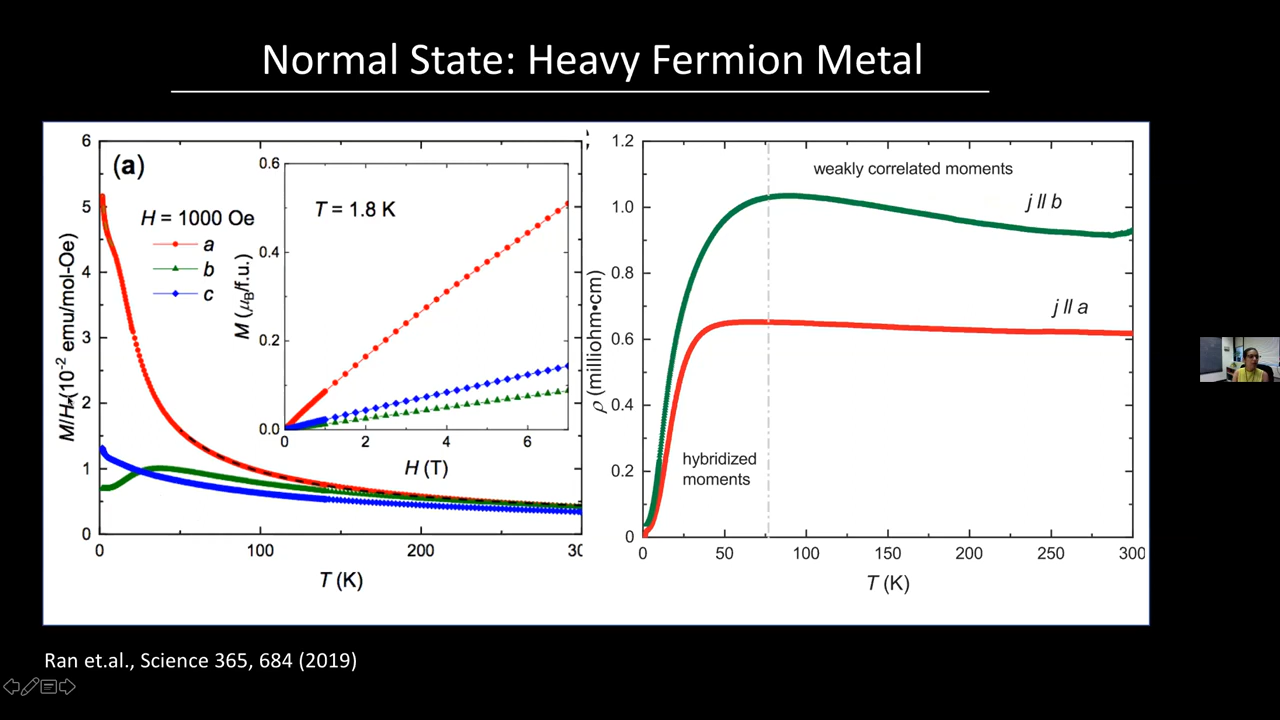 Normal State: Heavy Fermion Metal
(a)
H = 1000 Oe
a
b
c
T = 1.8 K
M (μB/f.u.)
0.6
0.4
0.2
0.0
0 2 4 6
H (T)
M/H (10-2 emu/mol-Oe)
6
5
4
3
2
1
0
0 100 200 30
T (K)
ρ (milliohm•cm)
1.2
1.0
0.8
0.6
0.4
0.2
0
weakly correlated moments
j // b
j // a
hybridized
moments
0 50 100 150 200 250 300
T (K)
Ran et.al., Science 365, 684 (2019)